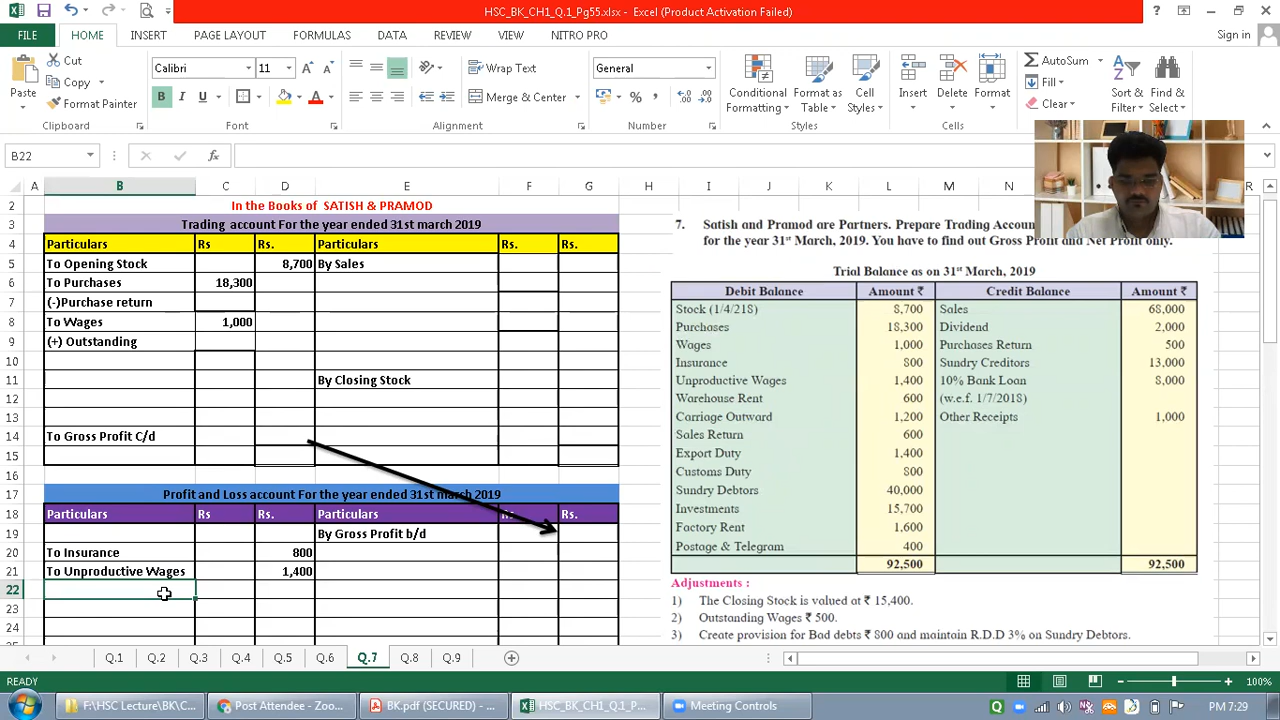 HSC_BK_CH1_Q.1_Pg55.xlsx - Excel (Product Activation Failed)
FILE HOME INSERT PAGE LAYOUT FORMULAS DATA REVIEW VIEW NITRO PRO Sign in
Cut
Copy
Format Painter
Paste
Calibri 11
B I U
Wrap Text
Merge & Center
General
Conditional Formatting
Format as Table
Cell Styles
Insert
Delete
Format
AutoSum
Fill
Clear
Sort & Filter
Find & Select
Clipboard Font Alignment Number Styles Cells
B22
A B C D E F G H I J K L M N R
2 In the Books of SATISH & PRAMOD
3 Trading account For the year ended 31st march 2019
4 Particulars Rs Rs. Particulars Rs. Rs.
5 To Opening Stock 8,700 By Sales
6 To Purchases 18,300
7 (-)Purchase return
8 To Wages 1,000
9 (+) Outstanding
10
11 By Closing Stock
12
13
14 To Gross Profit C/d
15
16
17 Profit and Loss account For the year ended 31st march 2019
18 Particulars Rs Rs. Particulars Rs. Rs.
19 By Gross Profit b/d
20 To Insurance 800
21 To Unproductive Wages 1,400
22
23
24
7. Satish and Pramod are Partners. Prepare Trading Accou
for the year 31st March, 2019. You have to find out Gross Profit and Net Profit only.
Trial Balance as on 31st March, 2019
Debit Balance Amount ₹ Credit Balance Amount ₹
Stock (1/4/218) 8,700 Sales 68,000
Purchases 18,300 Dividend 2,000
Wages 1,000 Purchases Return 500
Insurance 800 Sundry Creditors 13,000
Unproductive Wages 1,400 10% Bank Loan 8,000
Warehouse Rent 600 (w.e.f. 1/7/2018)
Carriage Outward 1,200 Other Receipts 1,000
Sales Return 600
Export Duty 1,400
Customs Duty 800
Sundry Debtors 40,000
Investments 15,700
Factory Rent 1,600
Postage & Telegram 400
92,500 92,500
Adjustments :
1) The Closing Stock is valued at ₹ 15,400.
2) Outstanding Wages ₹ 500.
3) Create provision for Bad debts ₹ 800 and maintain R.D.D 3% on Sundry Debtors.
Q.1 Q.2 Q.3 Q.4 Q.5 Q.6 Q.7 Q.8 Q.9
READY 100%
F:\HSC Lecture\BK\C... Post Attendee - Zoo... BK.pdf (SECURED) - ... HSC_BK_CH1_Q.1_P... Meeting Controls PM 7:29